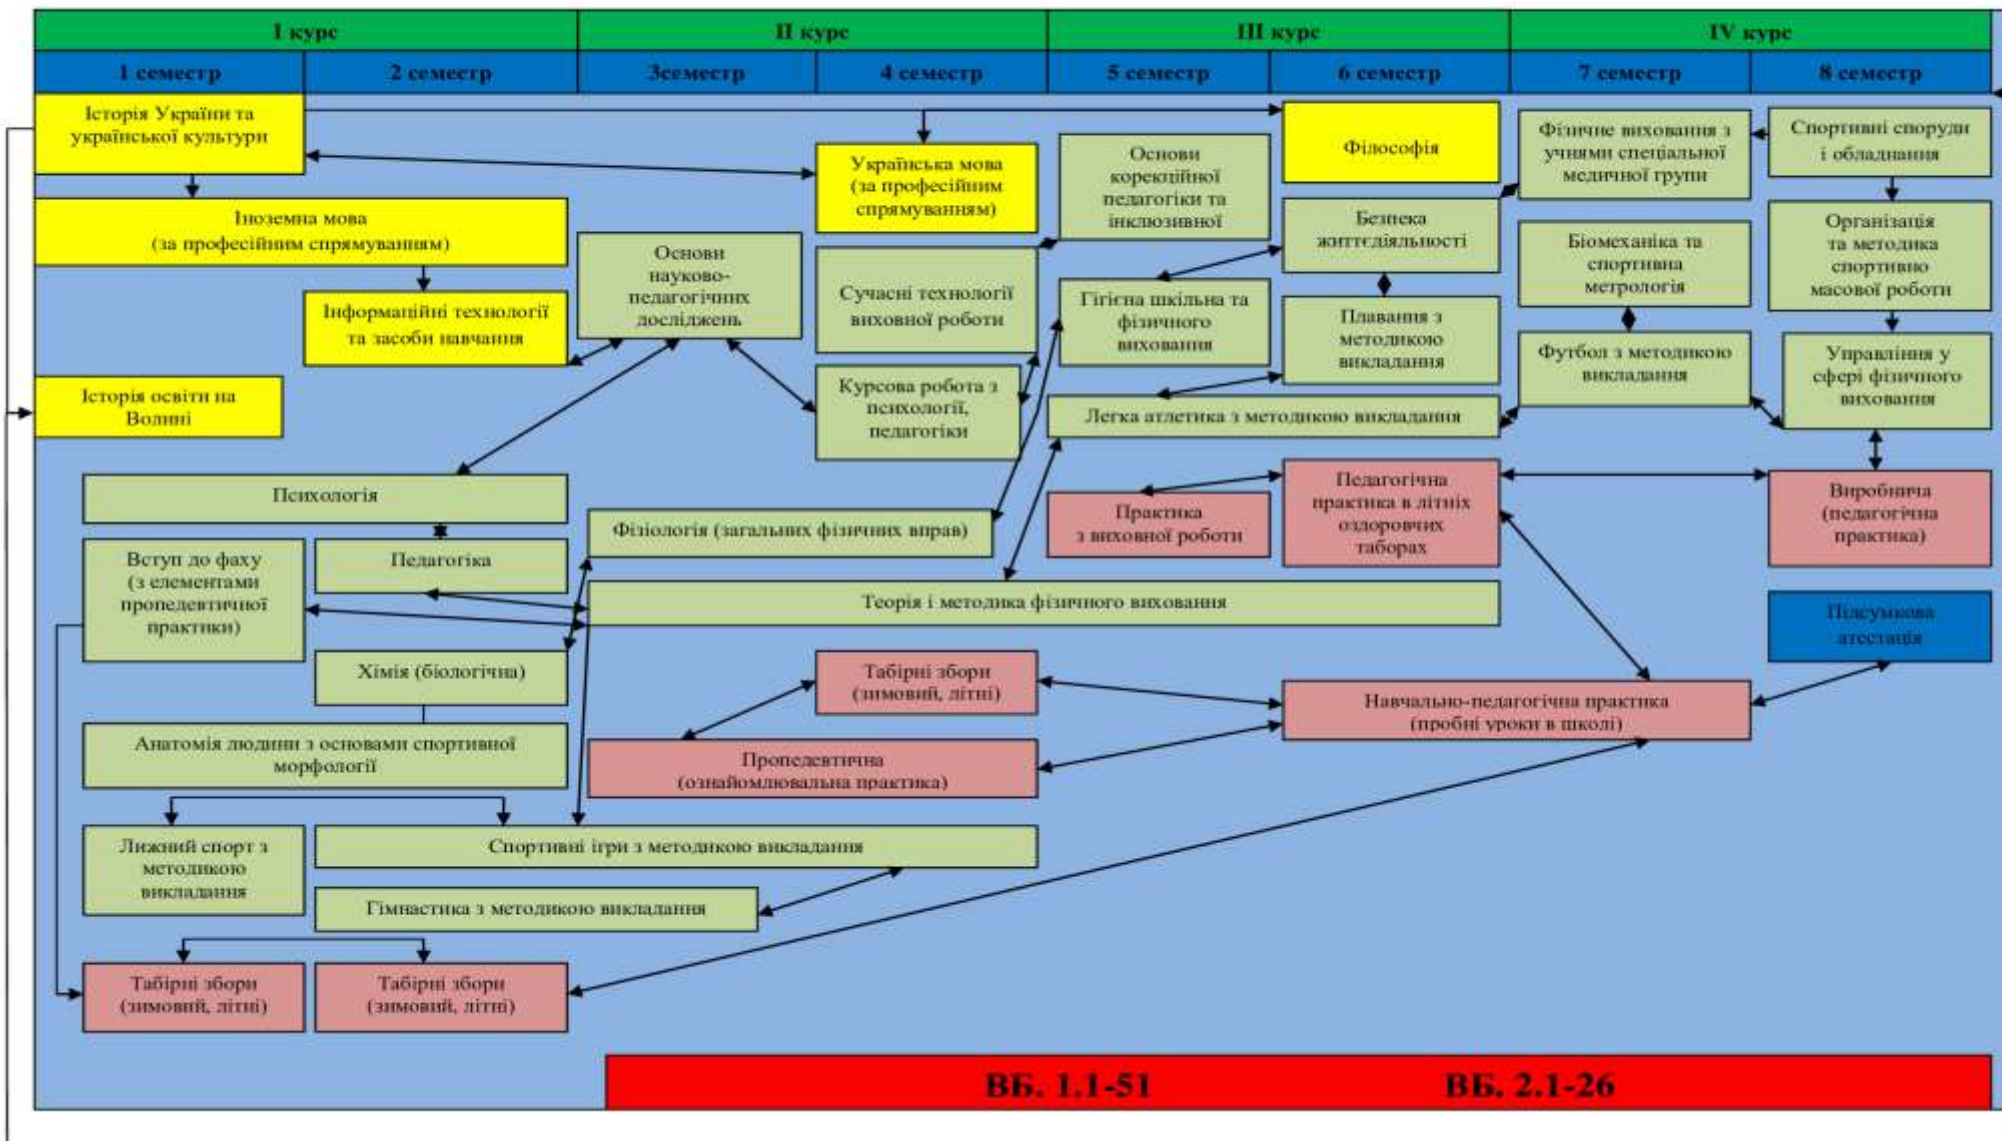 I курс
II курс
III курс
IV курс
1 семестр
2 семестр
3семестр
4 семестр
5 семестр
6 семестр
7 семестр
8 семестр
Історія України та
української культури
Іноземна мова
(за професійним спрямуванням)
Інформаційні технології
та засоби навчання
Історія освіти на
Волині
Психологія
Вступ до фаху
(з елементами
пропедевтичної
практики)
Педагогіка
Хімія (біологічна)
Анатомія людини з основами спортивної
морфології
Лижний спорт з
методикою
викладання
Спортивні ігри з методикою викладання
Гімнастика з методикою викладання
Табірні збори
(зимовий, літні)
Табірні збори
(зимовий, літні)
Основи
науково-
педагогічних
досліджень
Українська мова
(за професійним
спрямуванням)
Сучасні технології
виховної роботи
Курсова робота з
психології,
педагогіки
Фізіологія (загальних фізичних вправ)
Теорія і методика фізичного виховання
Табірні збори
(зимовий, літні)
Пропедевтична
(ознайомлювальна практика)
Основи
корекційної
педагогіки та
інклюзивної
Гігієна шкільна та
фізичного
виховання
Легка атлетика з методикою викладання
Практика
з виховної роботи
Філософія
Безпека
життєдіяльності
Плавання з
методикою
викладання
Педагогічна
практика в літніх
оздоровчих
таборах
Навчально-педагогічна практика
(пробні уроки в школі)
Фізичне виховання з
учнями спеціальної
медичної групи
Біомеханіка та
спортивна
метрологія
Футбол з методикою
викладання
Спортивні споруди
і обладнання
Організація
та методика
спортивно
масової роботи
Управління у
сфері фізичного
виховання
Виробнича
(педагогічна
практика)
Підсумкова
атестація
ВБ. 1.1-51
ВБ. 2.1-26